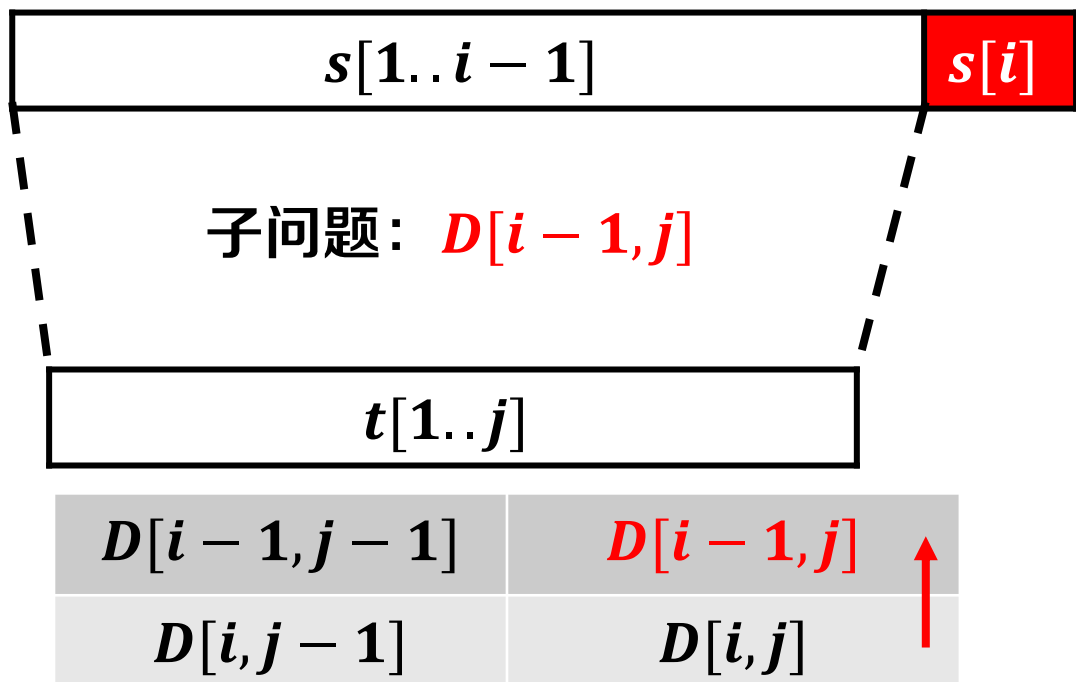 s[1..i − 1] s[i]
子问题：D[i − 1, j]
t[1..j]
D[i − 1, j − 1] D[i − 1, j]
D[i, j − 1] D[i, j]